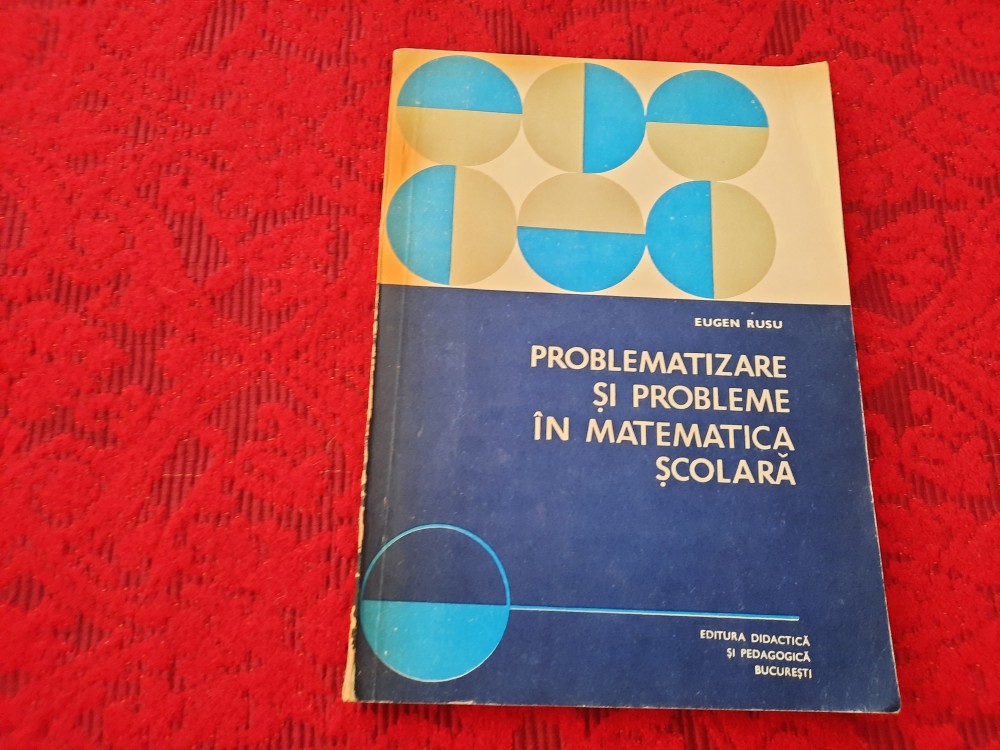 EUGEN RUSU
PROBLEMATIZARE
ȘI PROBLEME
ÎN MATEMATICA
ȘCOLARĂ
EDITURA DIDACTICĂ
ȘI PEDAGOGICĂ
BUCUREȘTI